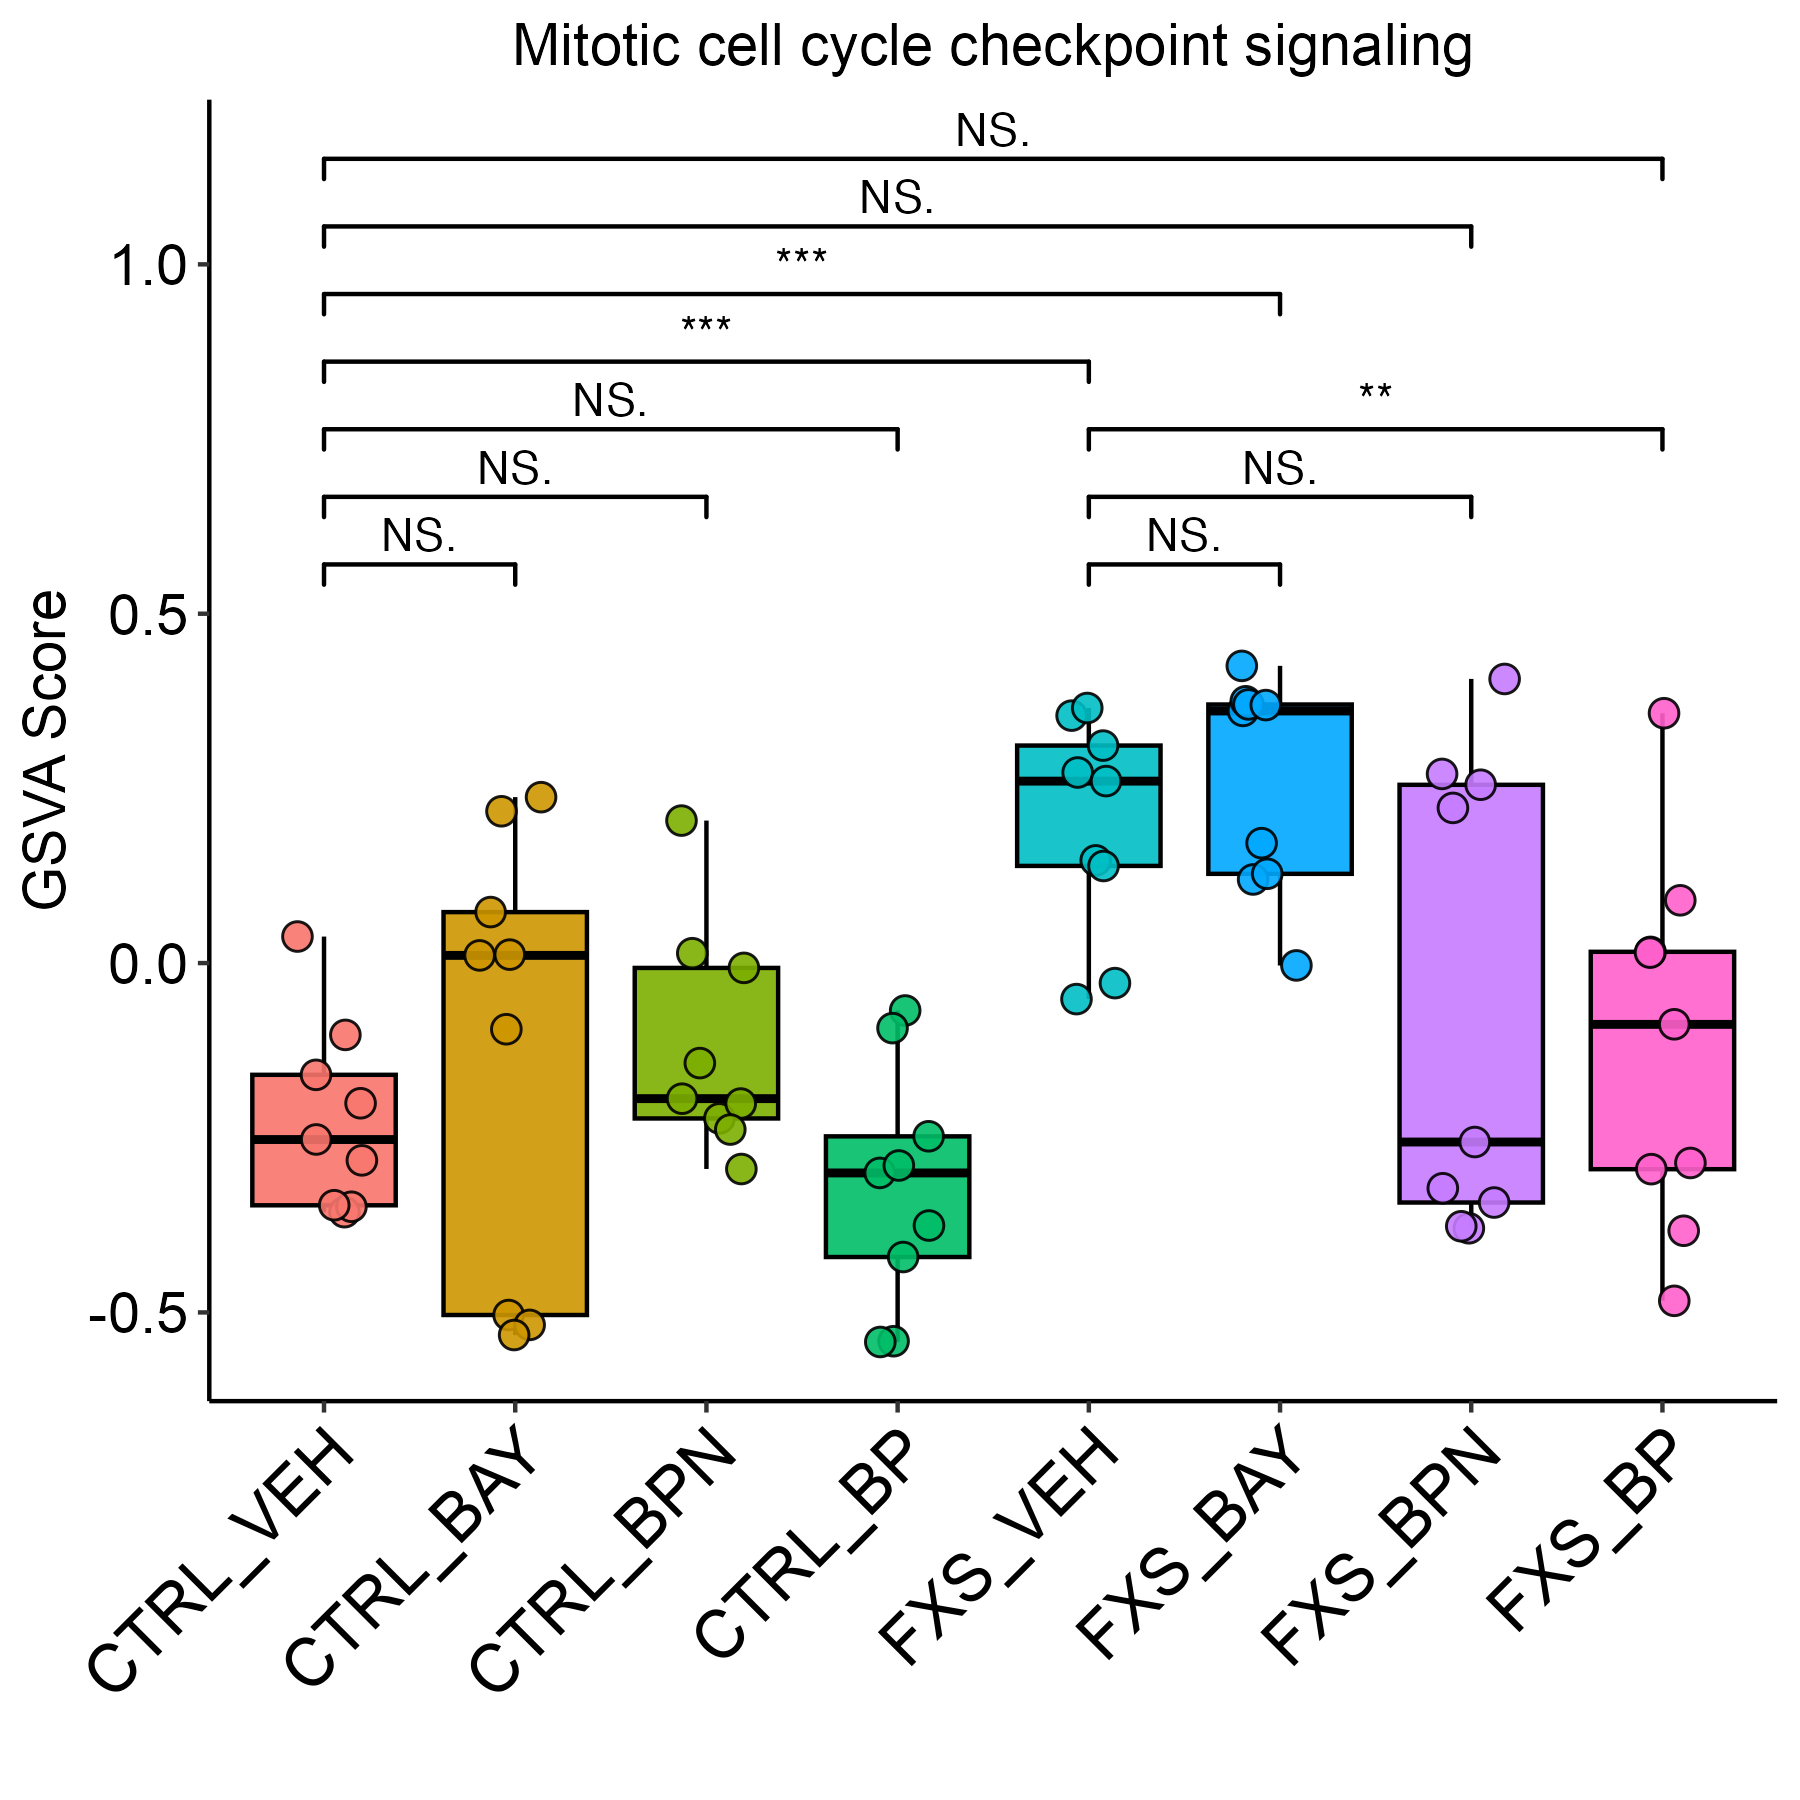 Mitotic cell cycle checkpoint signaling
NS.
NS.
***
***
NS.
**
NS.
NS.
NS.
NS.
1.0
0.5
0.0
-0.5
GSVA Score
CTRL_VEH
CTRL_BAY
CTRL_BPN
CTRL_BP
FXS_VEH
FXS_BAY
FXS_BPN
FXS_BP